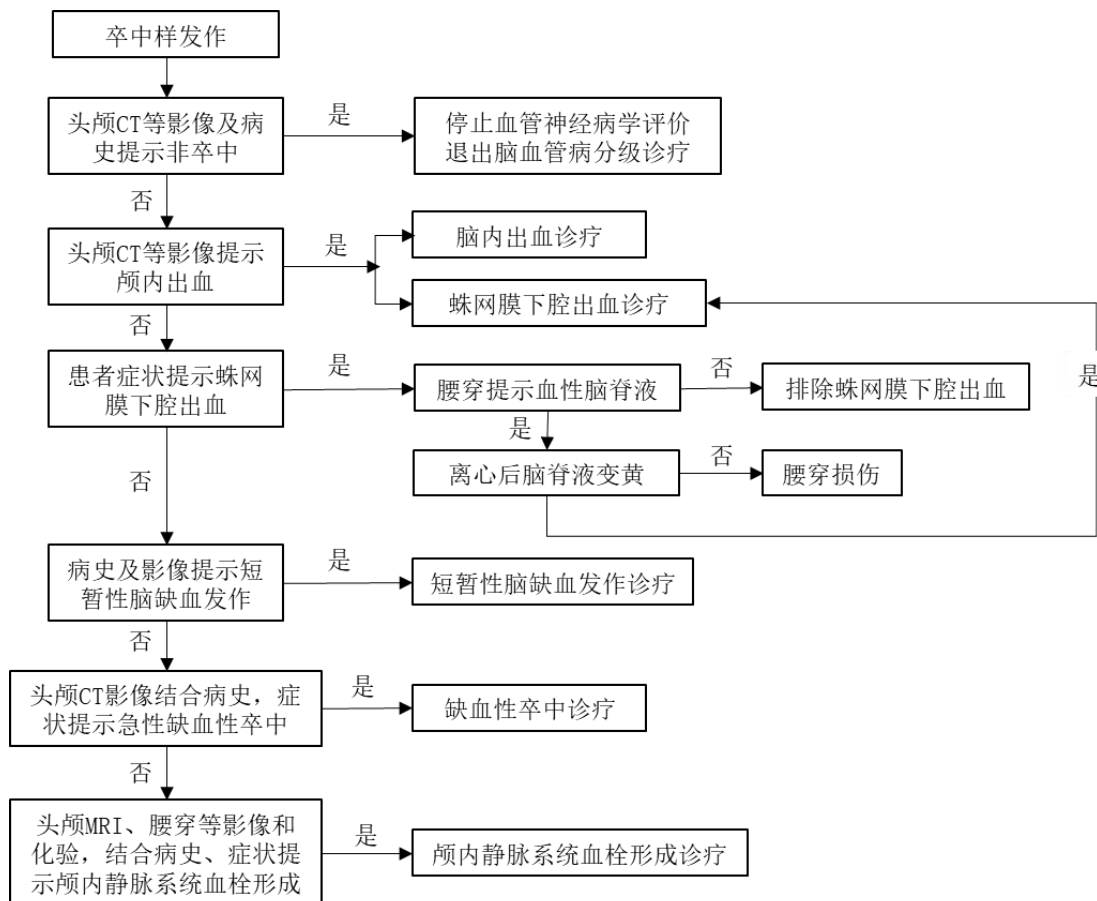 卒中样发作
头颅CT等影像及病
史提示非卒中
是
停止血管神经病学评价
退出脑血管病分级诊疗
否
头颅CT等影像提示
颅内出血
是
脑内出血诊疗
蛛网膜下腔出血诊疗
否
患者症状提示蛛网
膜下腔出血
是
腰穿提示血性脑脊液
否
排除蛛网膜下腔出血
是
是
离心后脑脊液变黄
否
腰穿损伤
否
病史及影像提示短
暂性脑缺血发作
是
短暂性脑缺血发作诊疗
否
头颅CT影像结合病史，症
状提示急性缺血性卒中
是
缺血性卒中诊疗
否
头颅MRI、腰穿等影像和
化验，结合病史、症状提
示颅内静脉系统血栓形成
是
颅内静脉系统血栓形成诊疗